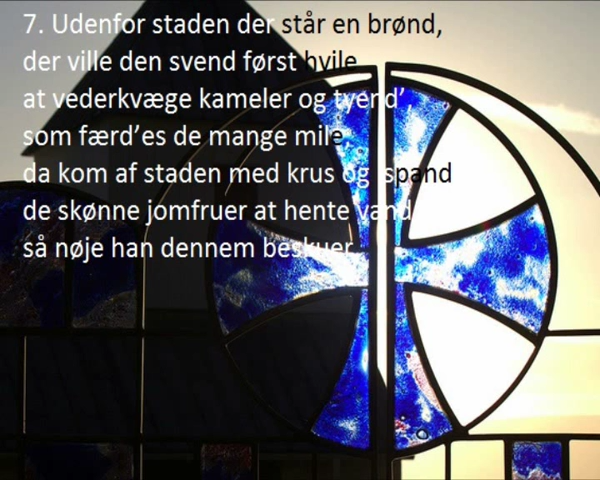 7. Udenfor staden der står en brønd,
der ville den svend først hvile
at vederkvæge kameler og tyend',
som færd'es de mange mile,
da kom af staden med krus og spand
de skønne jomfruer at hente vand
så nøje han dennem beskuer.